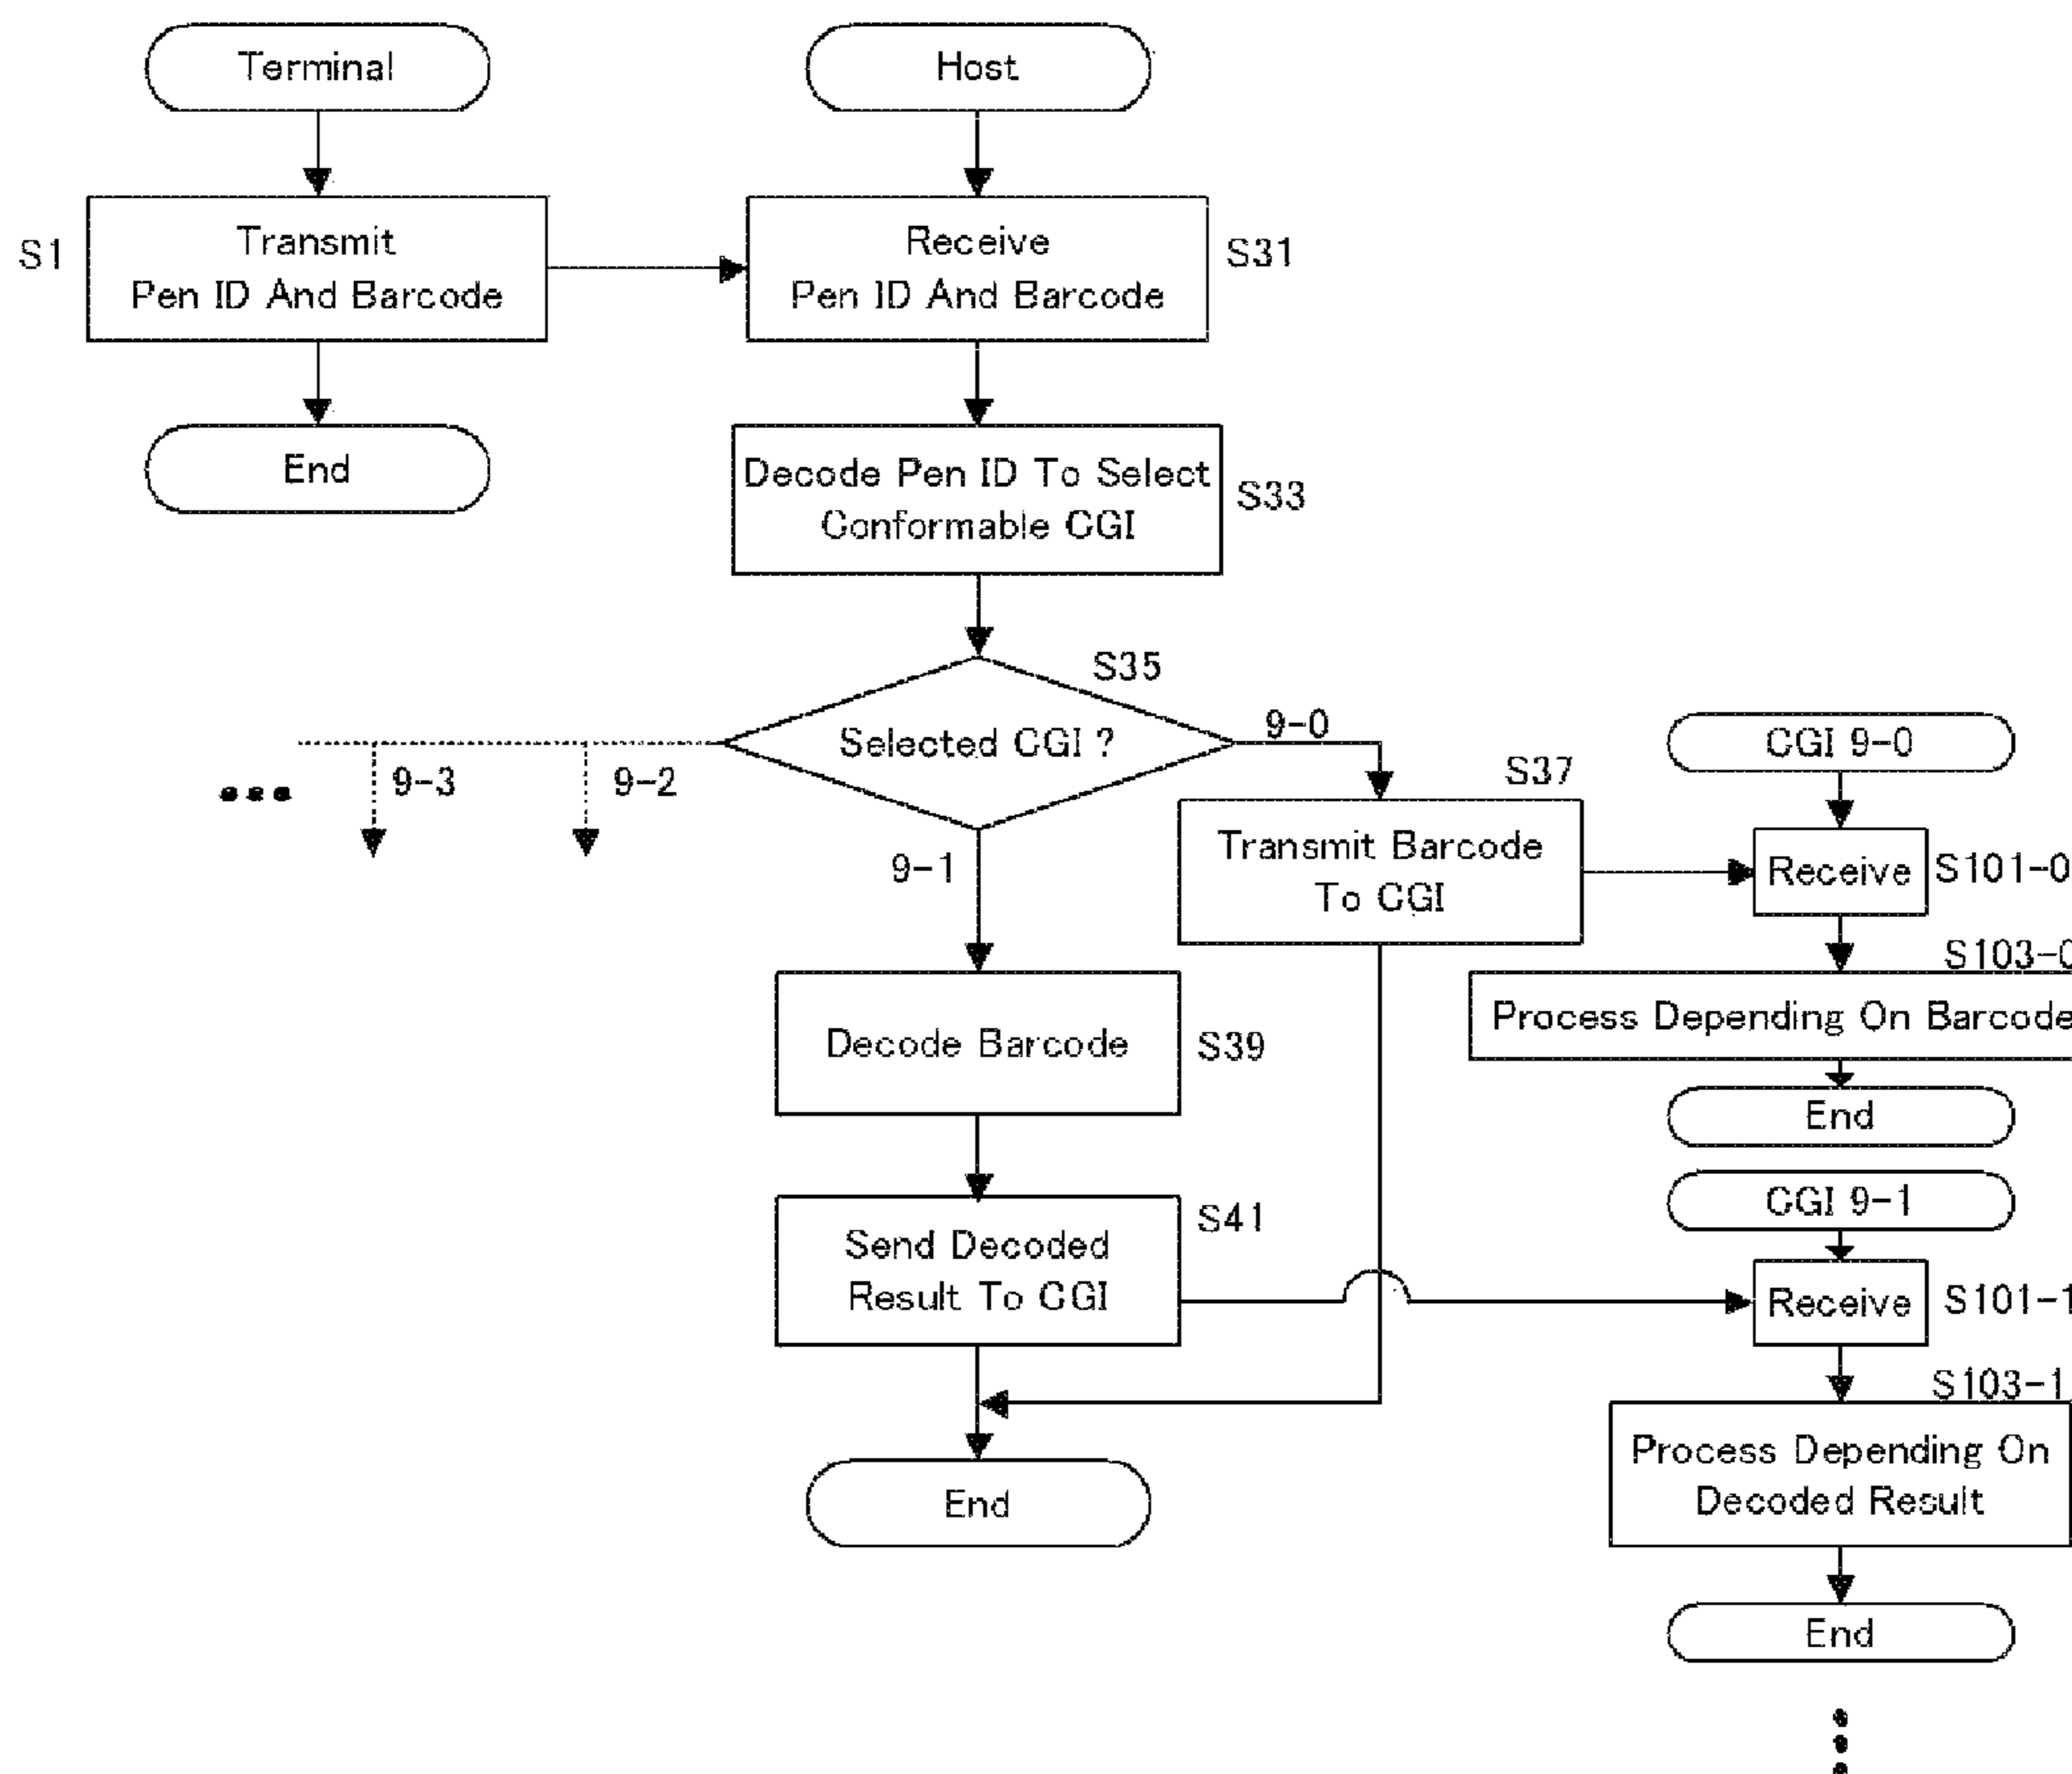 Terminal
Host
S1
Transmit
Pen ID And Barcode
Receive
Pen ID And Barcode
S31
End
Decode Pen ID To Select
Conformable CGI
S33
S35
Selected CGI ?
9-0
9-1
9-2
9-3
•••
S37
Transmit Barcode
To CGI
CGI 9-0
Receive
S101-0
S103-0
Process Depending On Barcode
End
Decode Barcode
S39
Send Decoded
Result To CGI
S41
CGI 9-1
Receive
S101-1
S103-1
Process Depending On
Decoded Result
End
End